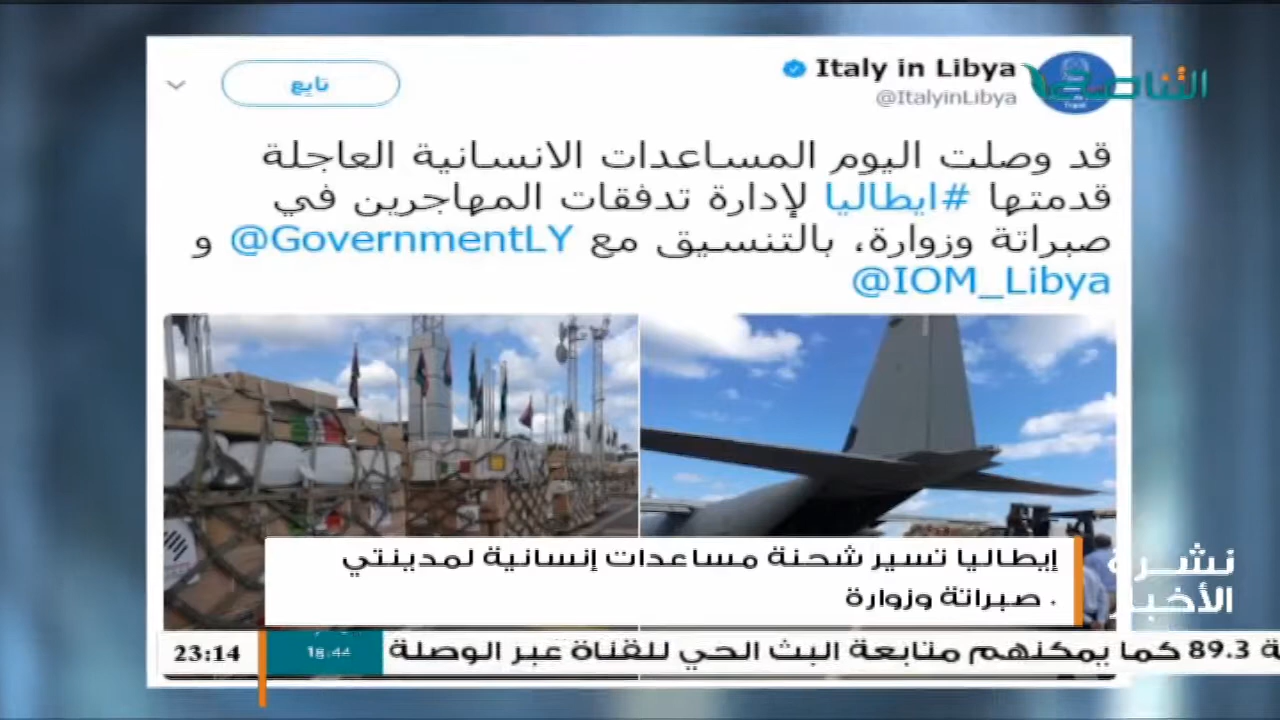 Italy in Libya
@ItalyinLibya
تابع
التناصح
قد وصلت اليوم المساعدات الانسانية العاجلة
قدمتها #ايطاليا لإدارة تدفقات المهاجرين في
صبراتة وزوارة، بالتنسيق مع @GovernmentLY و
@IOM_Libya
إيطاليا تسير شحنة مساعدات إنسانية لمدينتي
صبراتة وزوارة .
نشرة
الأخبار
89.3 كما يمكنهم متابعة البث الحي للقناة عبر الوصلة
18:44
23:14